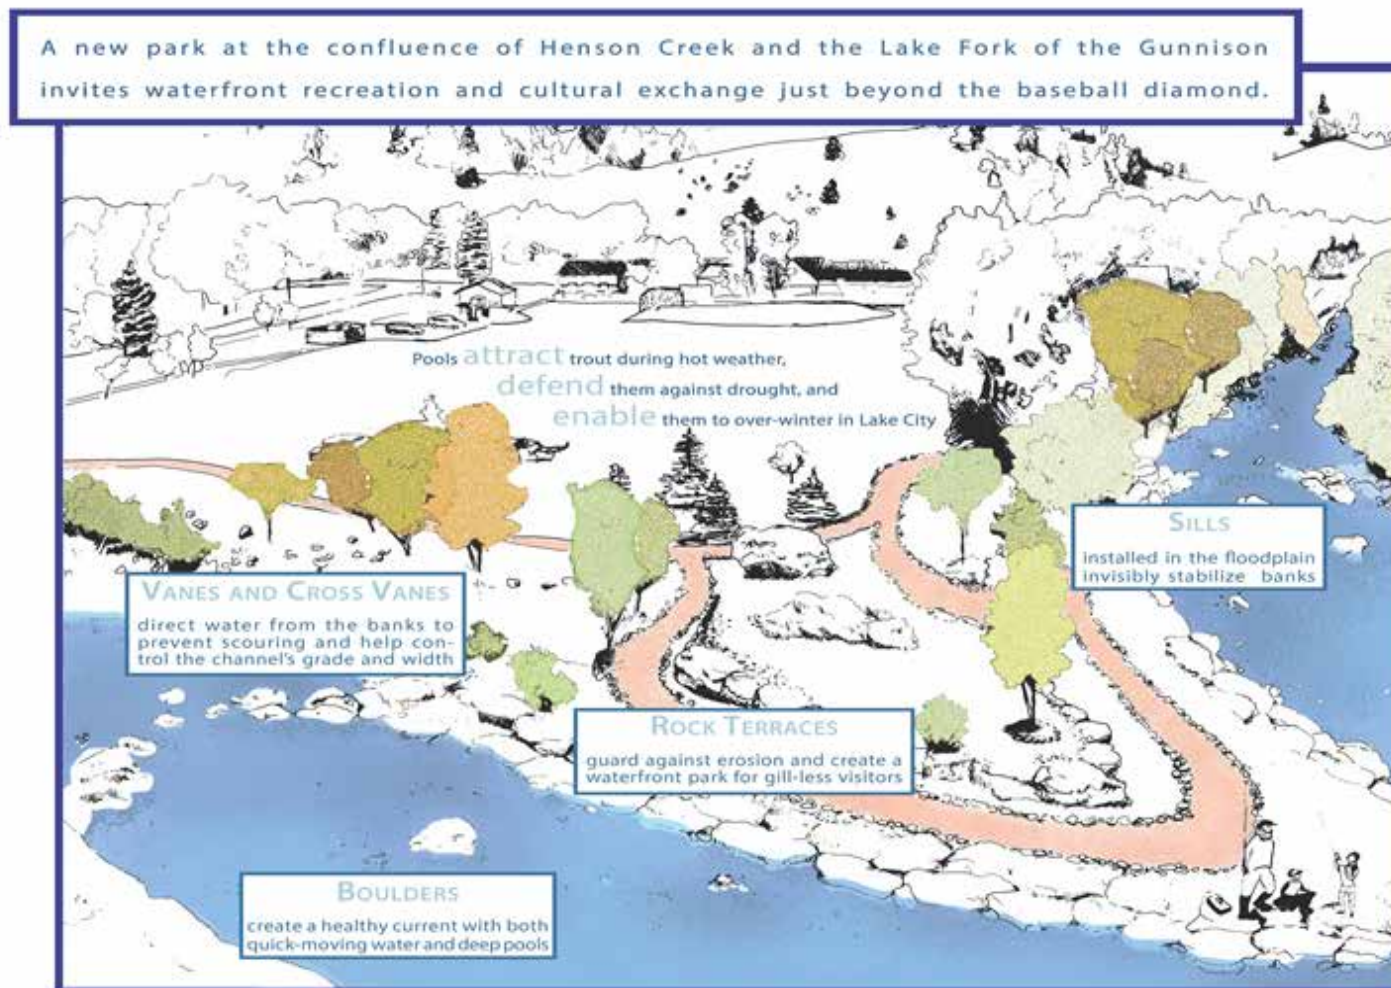 A new park at the confluence of Henson Creek and the Lake Fork of the Gunnison
invites waterfront recreation and cultural exchange just beyond the baseball diamond.
Pools attract trout during hot weather,
defend them against drought, and
enable them to over-winter in Lake City
SILLS
installed in the floodplain
invisibly stabilize banks
VANES AND CROSS VANES
direct water from the banks to
prevent scouring and help con-
trol the channel's grade and width
ROCK TERRACES
guard against erosion and create a
waterfront park for gill-less visitors
BOULDERS
create a healthy current with both
quick-moving water and deep pools